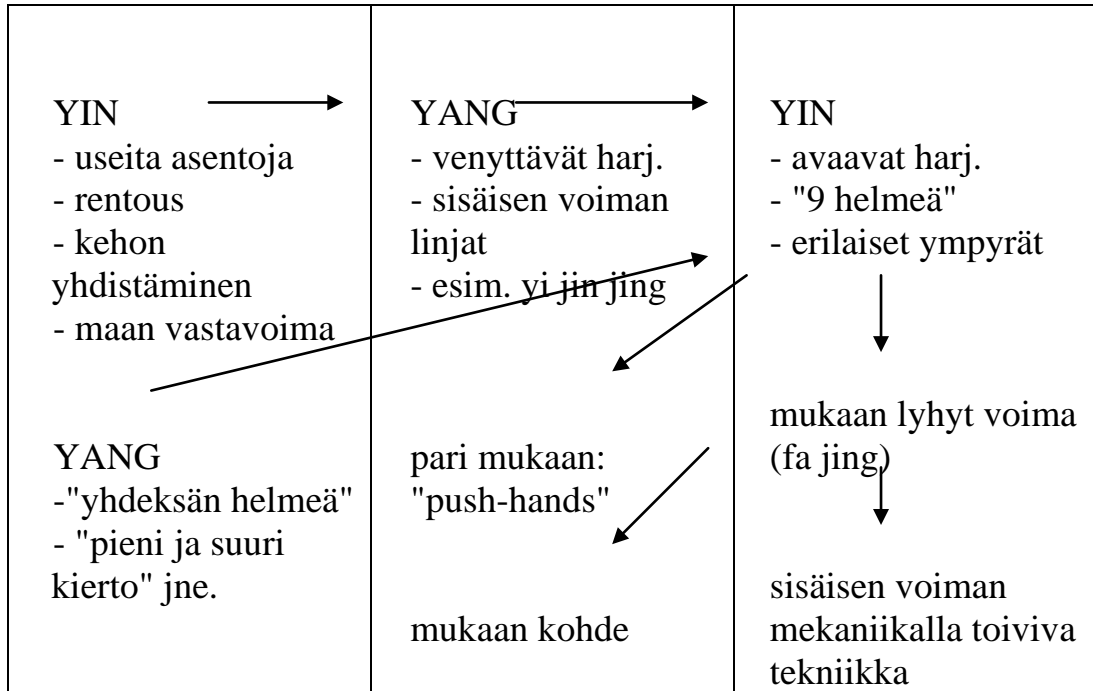 YIN
- useita asentoja
- rentous
- kehon
yhdistäminen
- maan vastavoima
YANG
-"yhdeksän helmeä"
- "pieni ja suuri
kierto" jne.
YANG
- venyttävät harj.
- sisäisen voiman
linjat
- esim. yi jin jing
pari mukaan:
"push-hands"
mukaan kohde
YIN
- avaavat harj.
- "9 helmeä"
- erilaiset ympyrät
mukaan lyhyt voima
(fa jing)
sisäisen voiman
mekaniikalla toiviva
tekniikka